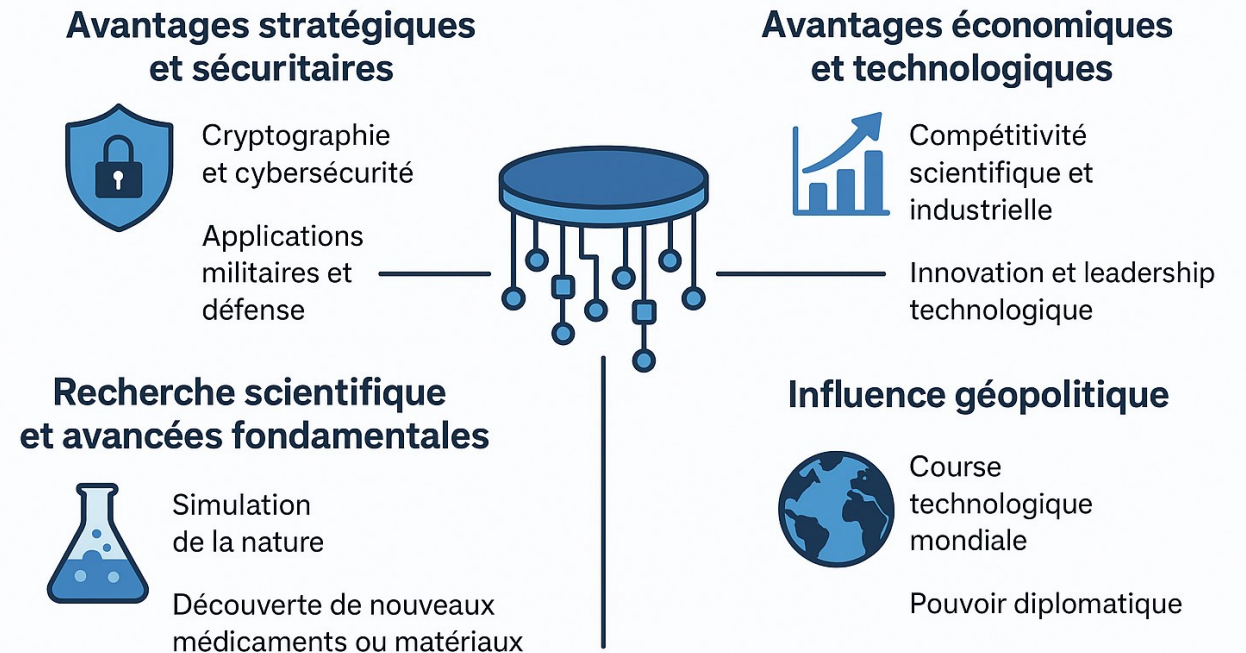 Avantages stratégiques
et sécuritaires
Cryptographie
et cybersécurité
Applications
militaires et
défense
Avantages économiques
et technologiques
Compétitivité
scientifique et
industrielle
Innovation et leadership
technologique
Recherche scientifique
et avancées fondamentales
Simulation
de la nature
Découverte de nouveaux
médicaments ou matériaux
Influence géopolitique
Course
technologique
mondiale
Pouvoir diplomatique